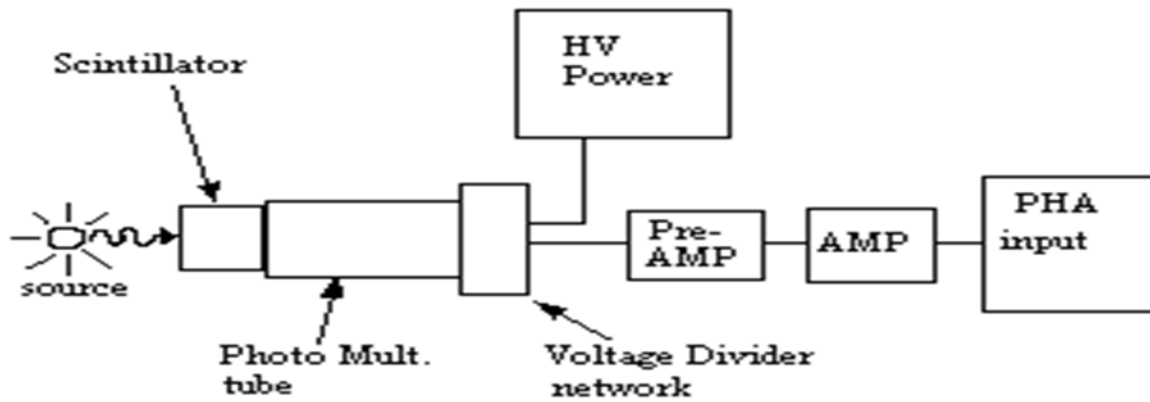 HV
Power
Scintillator
PHA
input
Pre-
AMP
AMP
source
Photo Mult.
tube
Voltage Divider
network